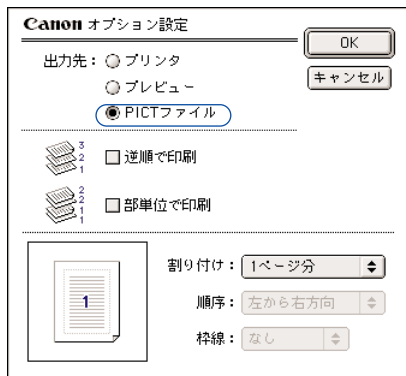 Canon オプション設定
OK
キャンセル
出力先：
プリンタ
プレビュー
PICTファイル
3
2
1
逆順で印刷
2
2
1
1
部単位で印刷
1
割り付け：
1ページ分
順序：
左から右方向
枠線：
なし